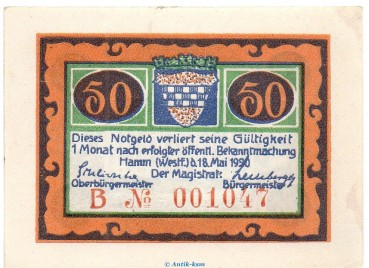 50 50
Dieses Notgeld verliert seine Gültigkeit
1 Monat nach erfolgter öffentl. Bekanntmachung
Hamm (Westf.) d. 18. Mai 1920
Der Magistrat:
Oberbürgermeister Bürgermeister
B No 001047
© Antik-kam